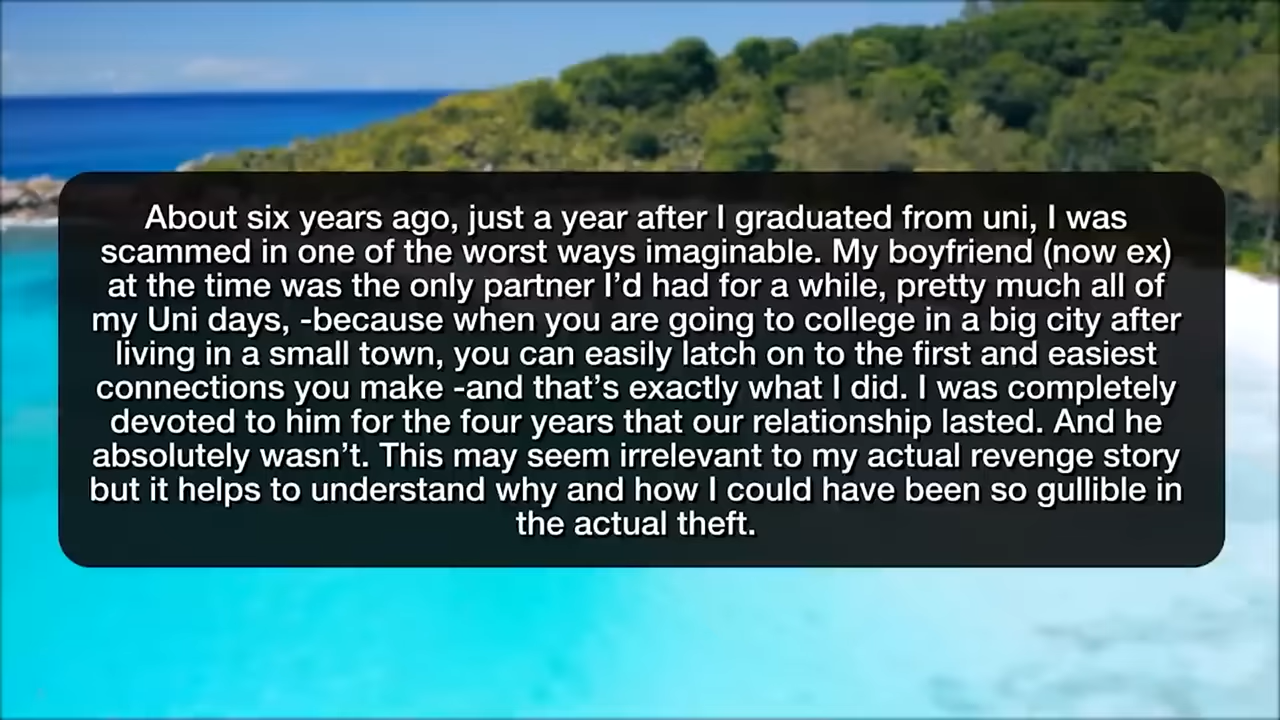 About six years ago, just a year after I graduated from uni, I was
scammed in one of the worst ways imaginable. My boyfriend (now ex)
at the time was the only partner I’d had for a while, pretty much all of
my Uni days, -because when you are going to college in a big city after
living in a small town, you can easily latch on to the first and easiest
connections you make -and that’s exactly what I did. I was completely
devoted to him for the four years that our relationship lasted. And he
absolutely wasn’t. This may seem irrelevant to my actual revenge story
but it helps to understand why and how I could have been so gullible in
the actual theft.